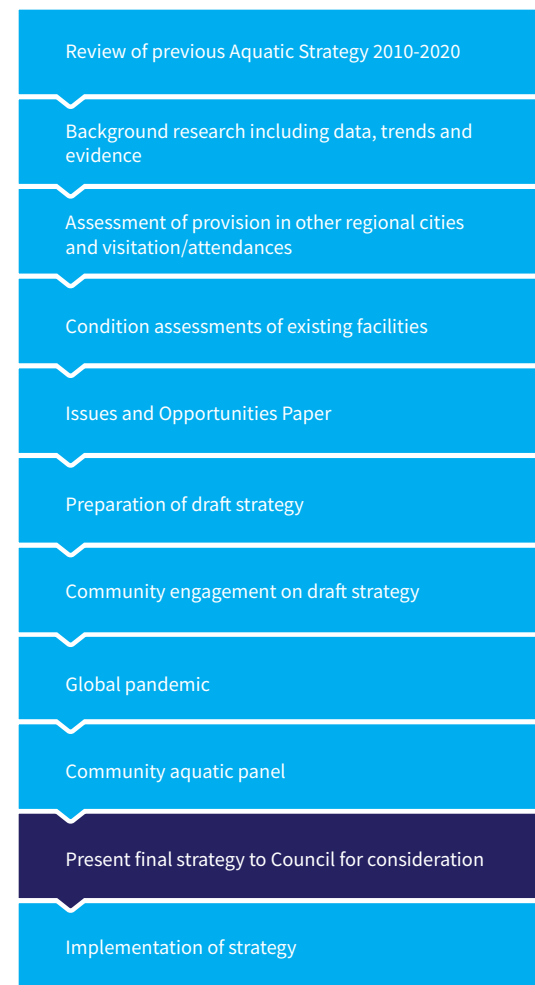 Review of previous Aquatic Strategy 2010-2020
Background research including data, trends and
evidence
Assessment of provision in other regional cities
and visitation/attendances
Condition assessments of existing facilities
Issues and Opportunities Paper
Preparation of draft strategy
Community engagement on draft strategy
Global pandemic
Community aquatic panel
Present final strategy to Council for consideration
Implementation of strategy